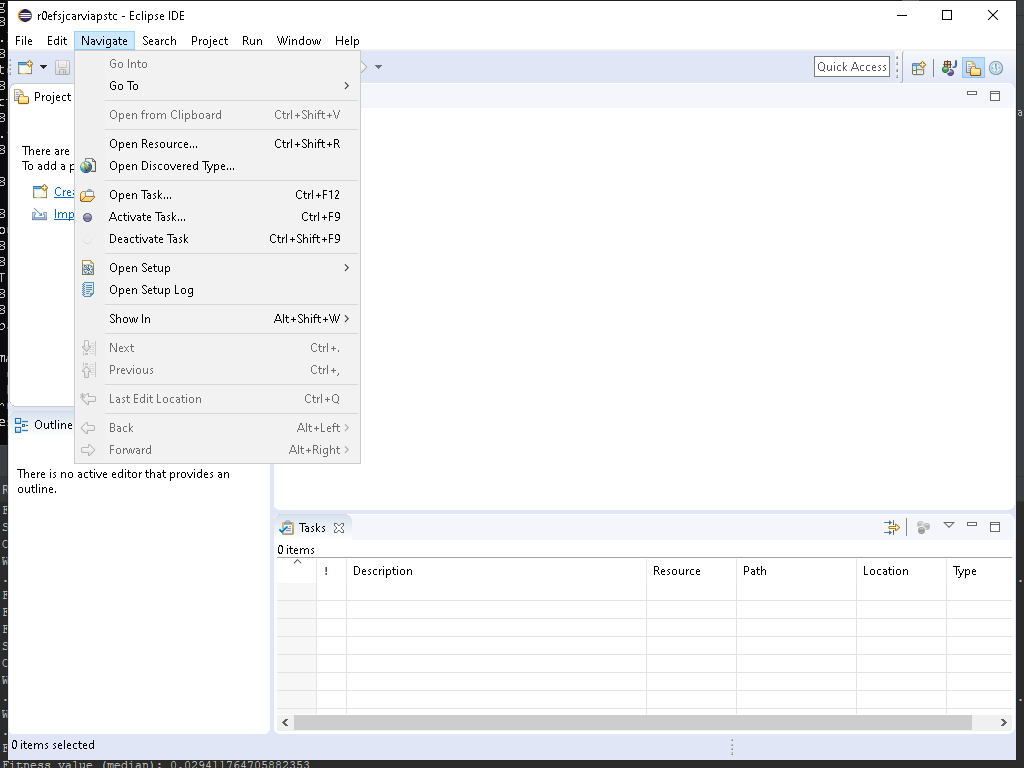 r0efsjcarviapstc - Eclipse IDE
File Edit Navigate Search Project Run Window Help
Quick Access
Project
There are
To add a p
Crea
Imp
Go Into
Go To
Open from Clipboard Ctrl+Shift+V
Open Resource... Ctrl+Shift+R
Open Discovered Type...
Open Task... Ctrl+F12
Activate Task... Ctrl+F9
Deactivate Task Ctrl+Shift+F9
Open Setup
Open Setup Log
Show In Alt+Shift+W
Next Ctrl+.
Previous Ctrl+,
Last Edit Location Ctrl+Q
Back Alt+Left
Forward Alt+Right
Outline
There is no active editor that provides an
outline.
Tasks
0 items
! Description Resource Path Location Type
0 items selected
Fitness value (median): 0.029411764705882353